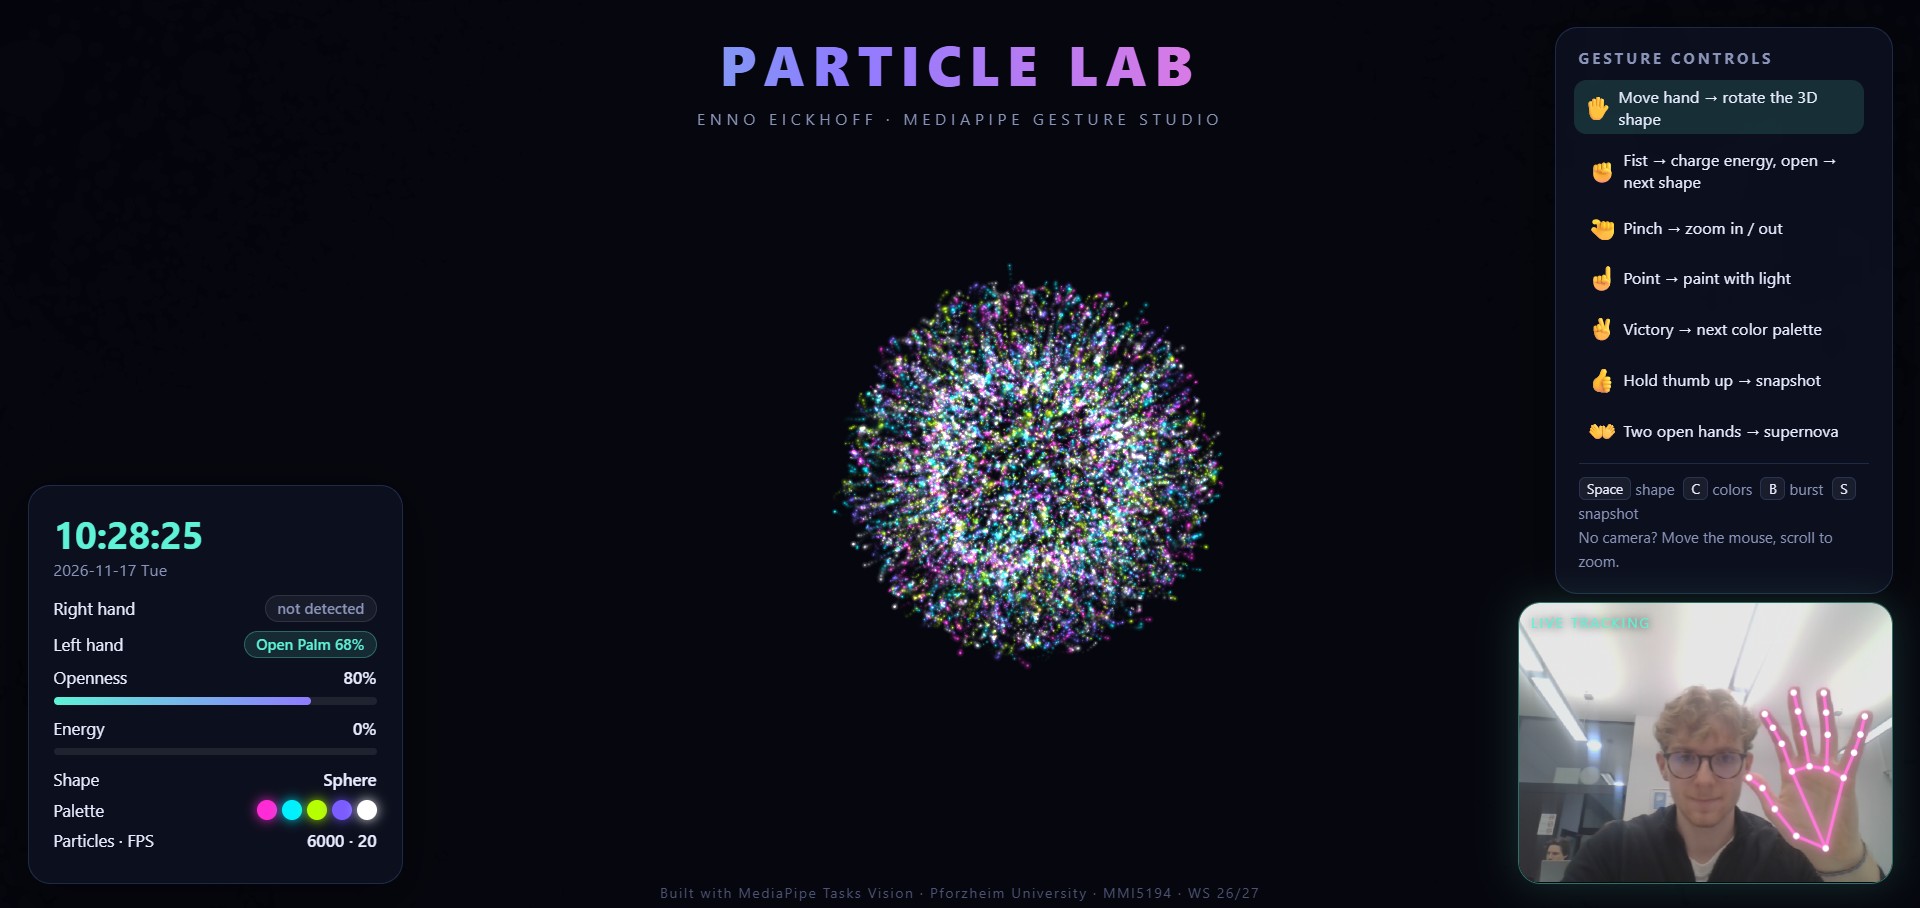 PARTICLE LAB
ENNO EICKHOFF · MEDIAPIPE GESTURE STUDIO
GESTURE CONTROLS
Move hand → rotate the 3D
shape
Fist → charge energy, open →
next shape
Pinch → zoom in / out
Point → paint with light
Victory → next color palette
Hold thumb up → snapshot
Two open hands → supernova
Space shape C colors B burst S
snapshot
No camera? Move the mouse, scroll to
zoom.
10:28:25
2026-11-17 Tue
Right hand not detected
Left hand Open Palm 68%
Openness 80%
Energy 0%
Shape Sphere
Palette
Particles · FPS 6000 · 20
LIVE TRACKING
Built with MediaPipe Tasks Vision · Pforzheim University · MMI5194 · WS 26/27